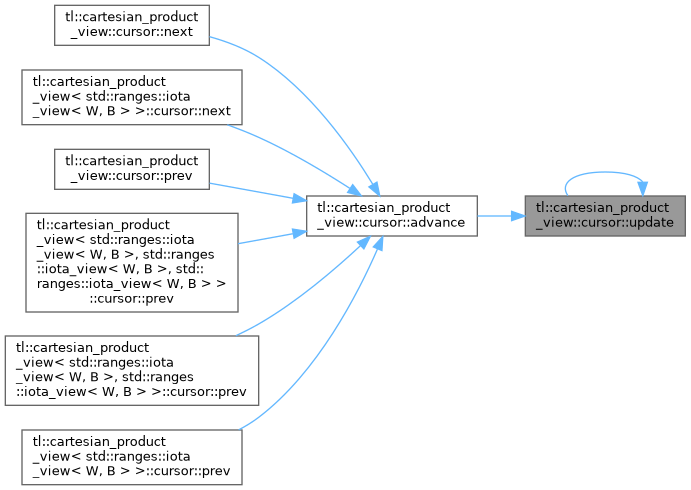 tl::cartesian_product
_view::cursor::next
tl::cartesian_product
_view< std::ranges::iota
_view< W, B > >::cursor::next
tl::cartesian_product
_view::cursor::prev
tl::cartesian_product
_view< std::ranges::iota
_view< W, B >, std::ranges
::iota_view< W, B >, std::
ranges::iota_view< W, B > >
::cursor::prev
tl::cartesian_product
_view< std::ranges::iota
_view< W, B >, std::ranges
::iota_view< W, B > >::cursor::prev
tl::cartesian_product
_view< std::ranges::iota
_view< W, B > >::cursor::prev
tl::cartesian_product
_view::cursor::advance
tl::cartesian_product
_view::cursor::update